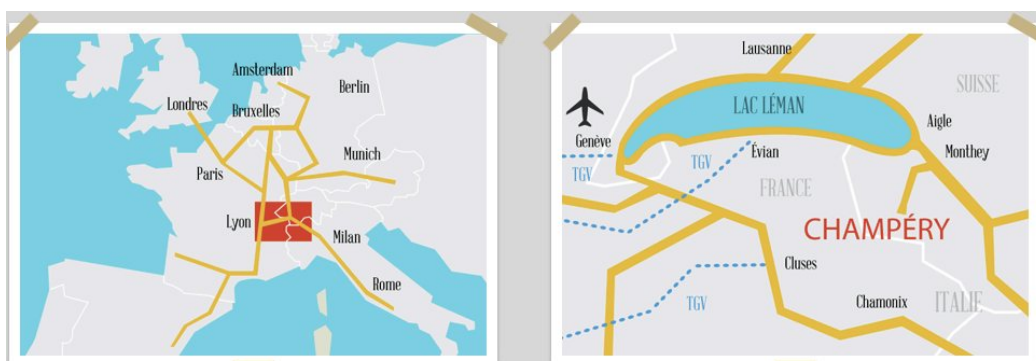 Amsterdam
Berlin
Londres
Bruxelles
Munich
Paris
Lyon
Milan
Rome
Lausanne
SUISSE
LAC LÉMAN
Aigle
Genève
Évian
Monthey
TGV
TGV
FRANCE
CHAMPÉRY
Cluses
Chamonix
ITALIE
TGV